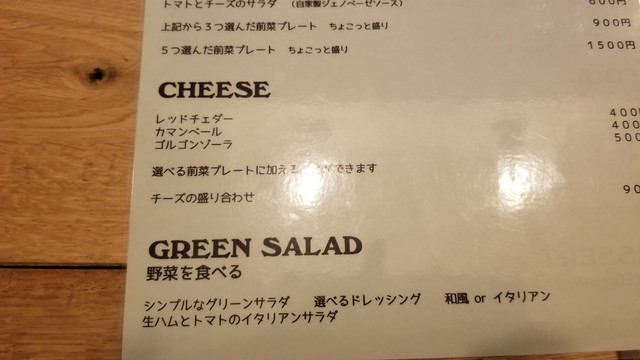 トマトとチーズのサラダ （自家製ジェノベーゼソース） 600円
上記から３つ選んだ前菜プレート ちょこっと盛り ９００円
５つ選んだ前菜プレート ちょこっと盛り １５００円
CHEESE
レッドチェダー ４００
カマンベール ４００
ゴルゴンゾーラ ５００
選べる前菜プレートに加える
できます
チーズの盛り合わせ ９０
GREEN SALAD
野菜を食べる
シンプルなグリーンサラダ 選べるドレッシング 和風 or イタリアン
生ハムとトマトのイタリアンサラダ